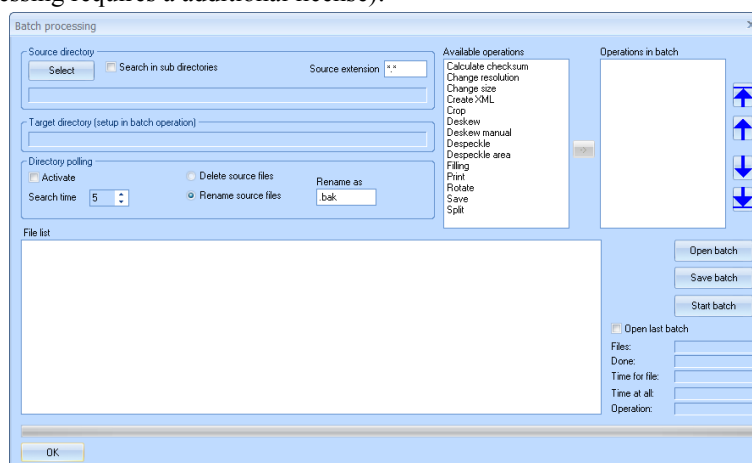 essing requires a additional license).
Batch processing
Source directory
Select
Search in sub directories
Source extension
*.*
Target directory (setup in batch operation)
Directory polling
Activate
Delete source files
Rename as
Search time
5
Rename source files
.bak
Available operations
Calculate checksum
Change resolution
Change size
Create XML
Crop
Deskew
Deskew manual
Despeckle
Despeckle area
Filling
Print
Rotate
Save
Split
Operations in batch
File list
Open batch
Save batch
Start batch
Open last batch
Files:
Done:
Time for file:
Time at all:
Operation:
OK